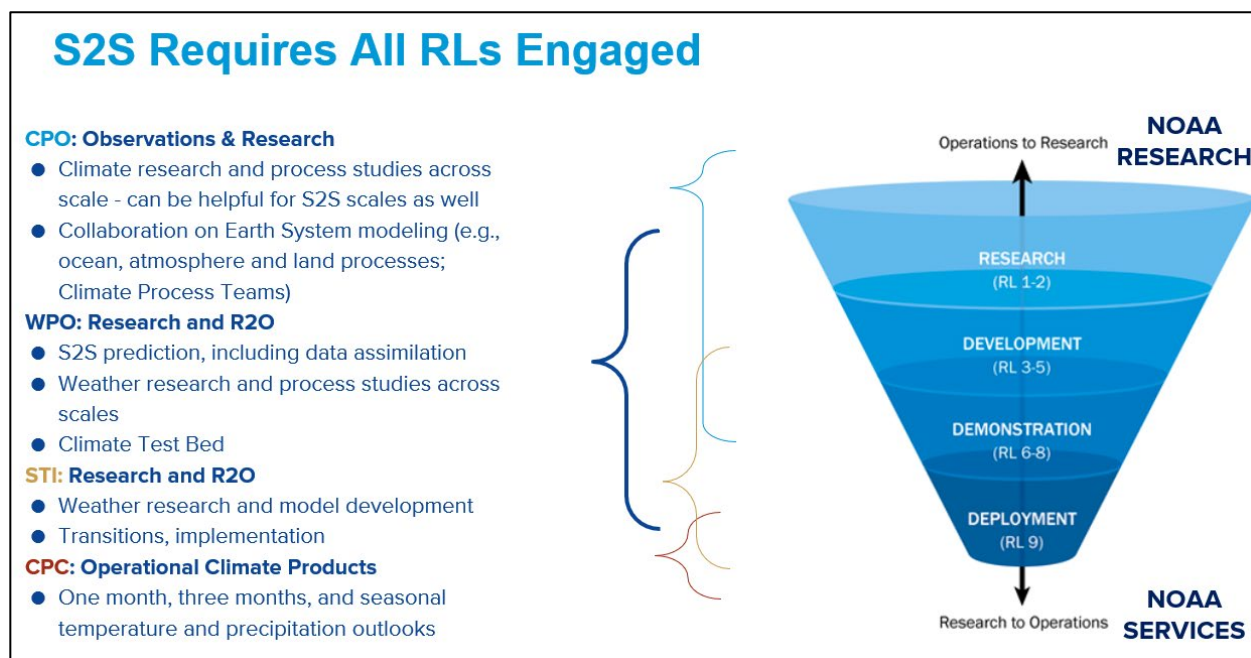 S2S Requires All RLs Engaged
CPO: Observations & Research
● Climate research and process studies across
scale - can be helpful for S2S scales as well
● Collaboration on Earth System modeling (e.g.,
ocean, atmosphere and land processes;
Climate Process Teams)
WPO: Research and R2O
● S2S prediction, including data assimilation
● Weather research and process studies across
scales
● Climate Test Bed
STI: Research and R2O
● Weather research and model development
● Transitions, implementation
CPC: Operational Climate Products
● One month, three months, and seasonal
temperature and precipitation outlooks
Operations to Research
NOAA
RESEARCH
RESEARCH
(RL 1-2)
DEVELOPMENT
(RL 3-5)
DEMONSTRATION
(RL 6-8)
DEPLOYMENT
(RL 9)
Research to Operations
NOAA
SERVICES